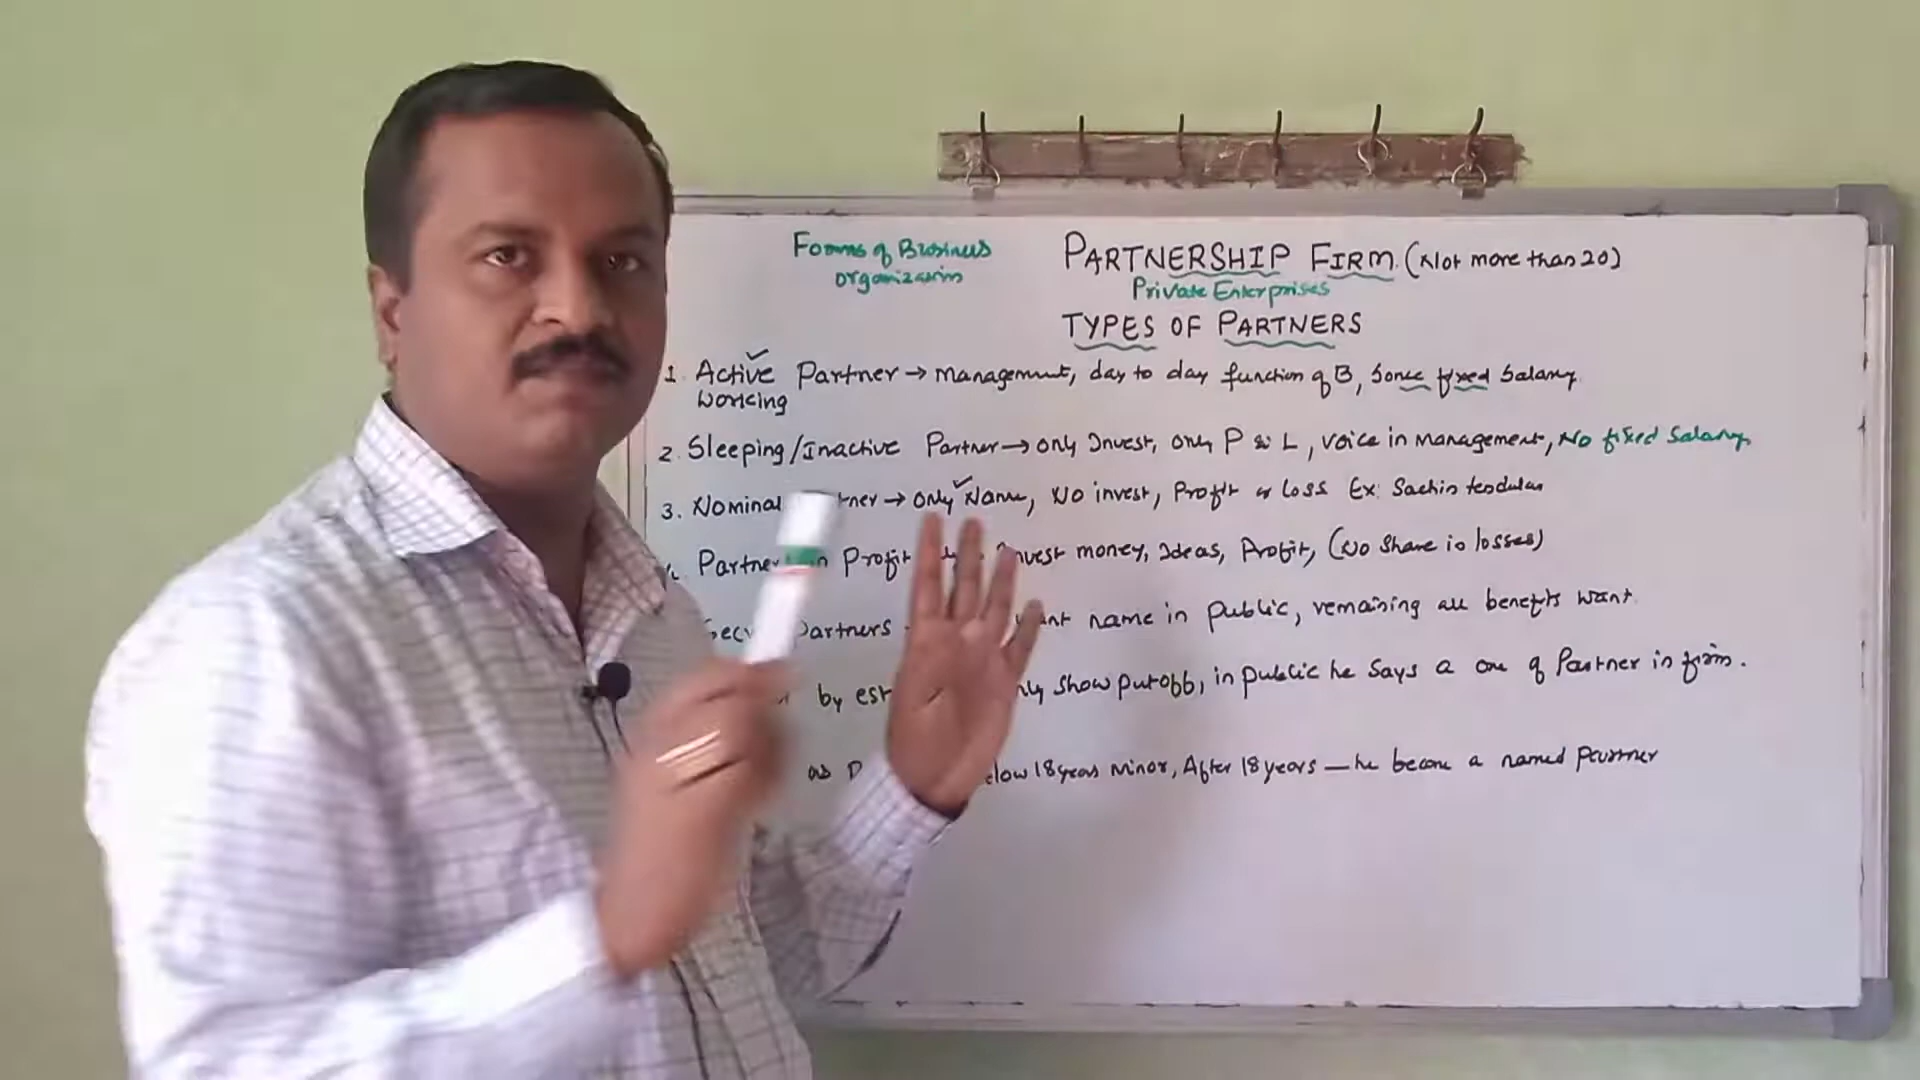 Forms of Business
organization
PARTNERSHIP FIRM (Not more than 20)
Private Enterprises
TYPES OF PARTNERS
1. Active Partner → management, day to day function of B, some fixed Salary
working
2. Sleeping/Inactive Partner → only Invest, only P & L, voice in management, No fixed Salary
3. Nominal → only Name, No invest, Profit or Loss Ex: Sachin tendulas
Profit money, Ideas, Profit, (No Share in losses)
Partners name in public, remaining all benefits want
by Show putobb, in public he Says a one of Partner in firm.
as 18 years minor, After 18 years — he become a named Partner